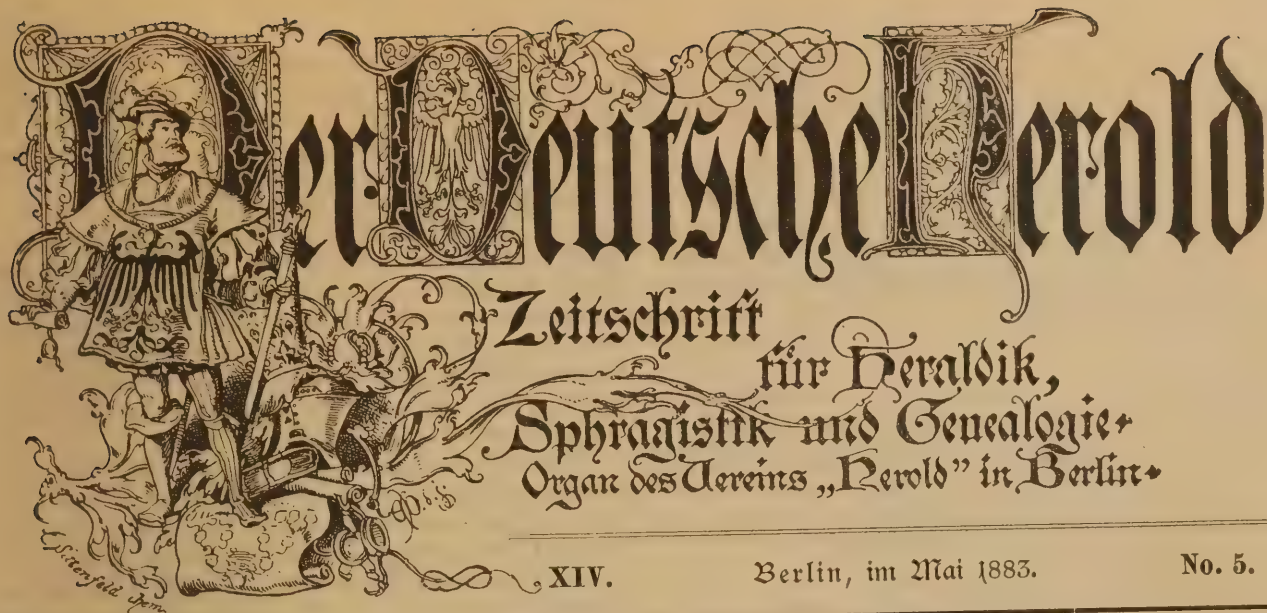 Der Deutsche Herold
Zeitschrift
für Heraldik,
Sphragistik und Genealogie.
Organ des Vereins „Herold” in Berlin.
XIV. Berlin, im Mai 1883. No. 5.